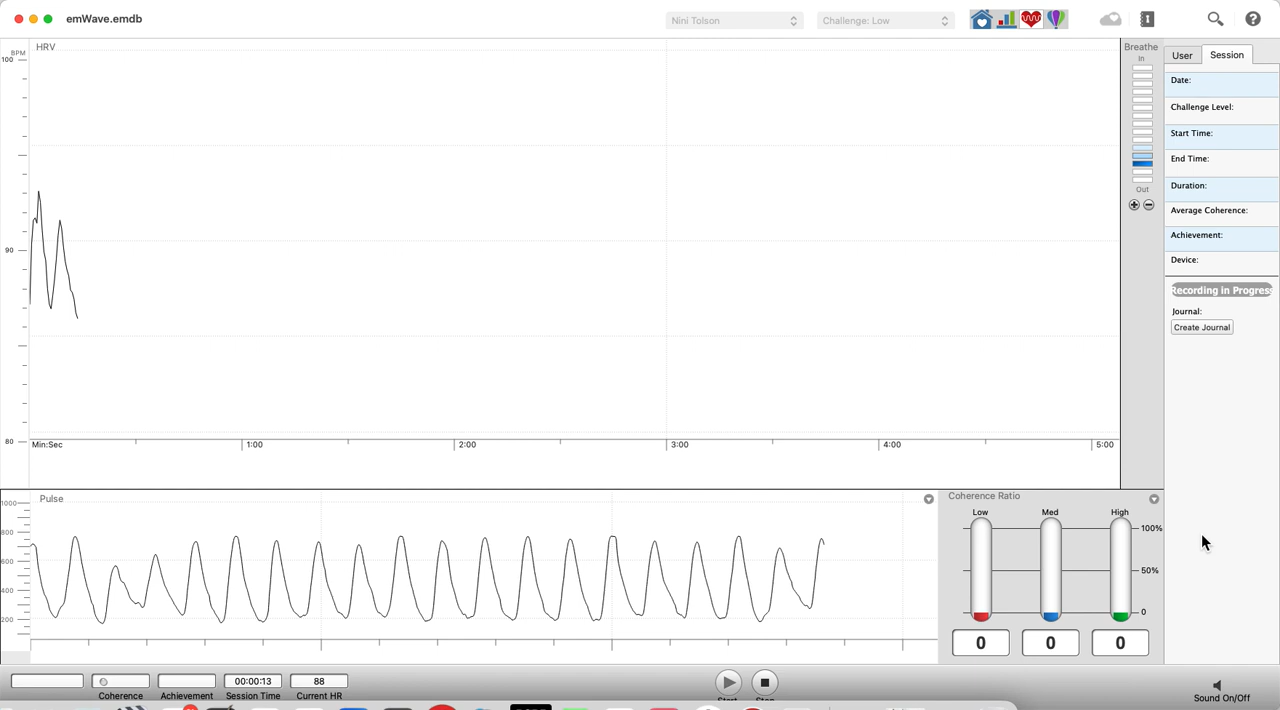 emWave.emdb
Nini Tolson
Challenge: Low
HRV
BPM
100
90
80
Min:Sec
1:00
2:00
3:00
4:00
5:00
Breathe
In
Out
User
Session
Date:
Challenge Level:
Start Time:
End Time:
Duration:
Average Coherence:
Achievement:
Device:
Recording in Progress
Journal:
Create Journal
Pulse
1000
800
600
400
200
Coherence Ratio
Low
Med
High
100%
50%
0
0
0
0
00:00:13
88
Coherence
Achievement
Session Time
Current HR
Start
Stop
Sound On/Off